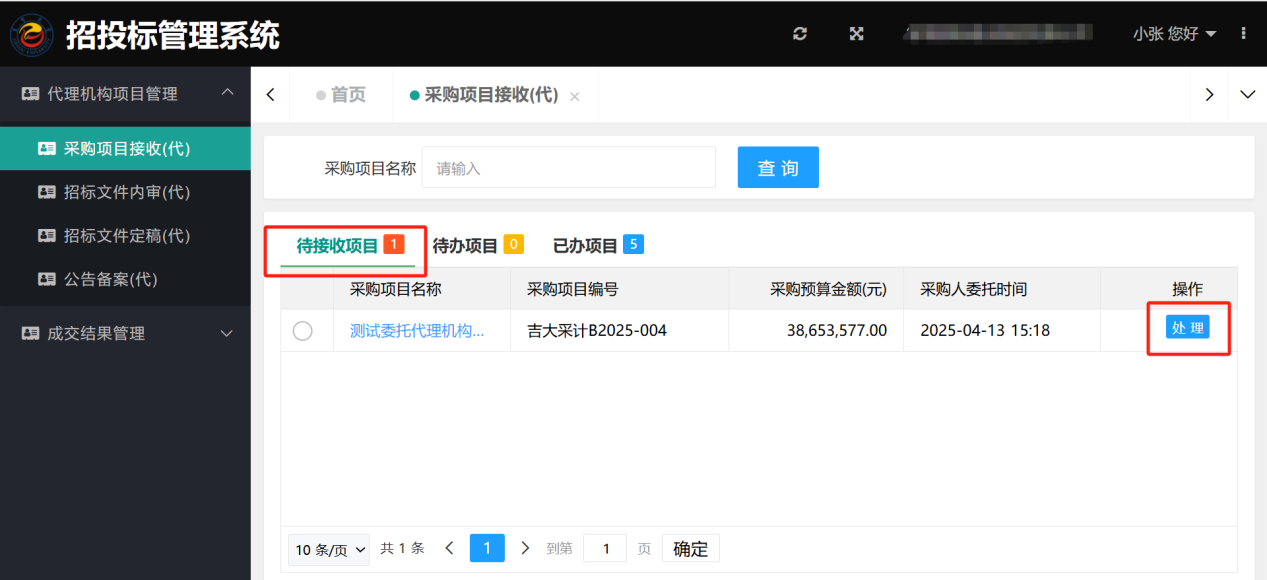 招投标管理系统
小张 您好
代理机构项目管理
首页
采购项目接收(代)
采购项目接收(代)
招标文件内审(代)
招标文件定稿(代)
公告备案(代)
成交结果管理
采购项目名称 请输入 查 询
待接收项目 1 待办项目 0 已办项目 5
采购项目名称 采购项目编号 采购预算金额(元) 采购人委托时间 操作
测试委托代理机构... 吉大采计B2025-004 38,653,577.00 2025-04-13 15:18 处 理
10 条/页 共 1 条 1 到第 1 页 确定